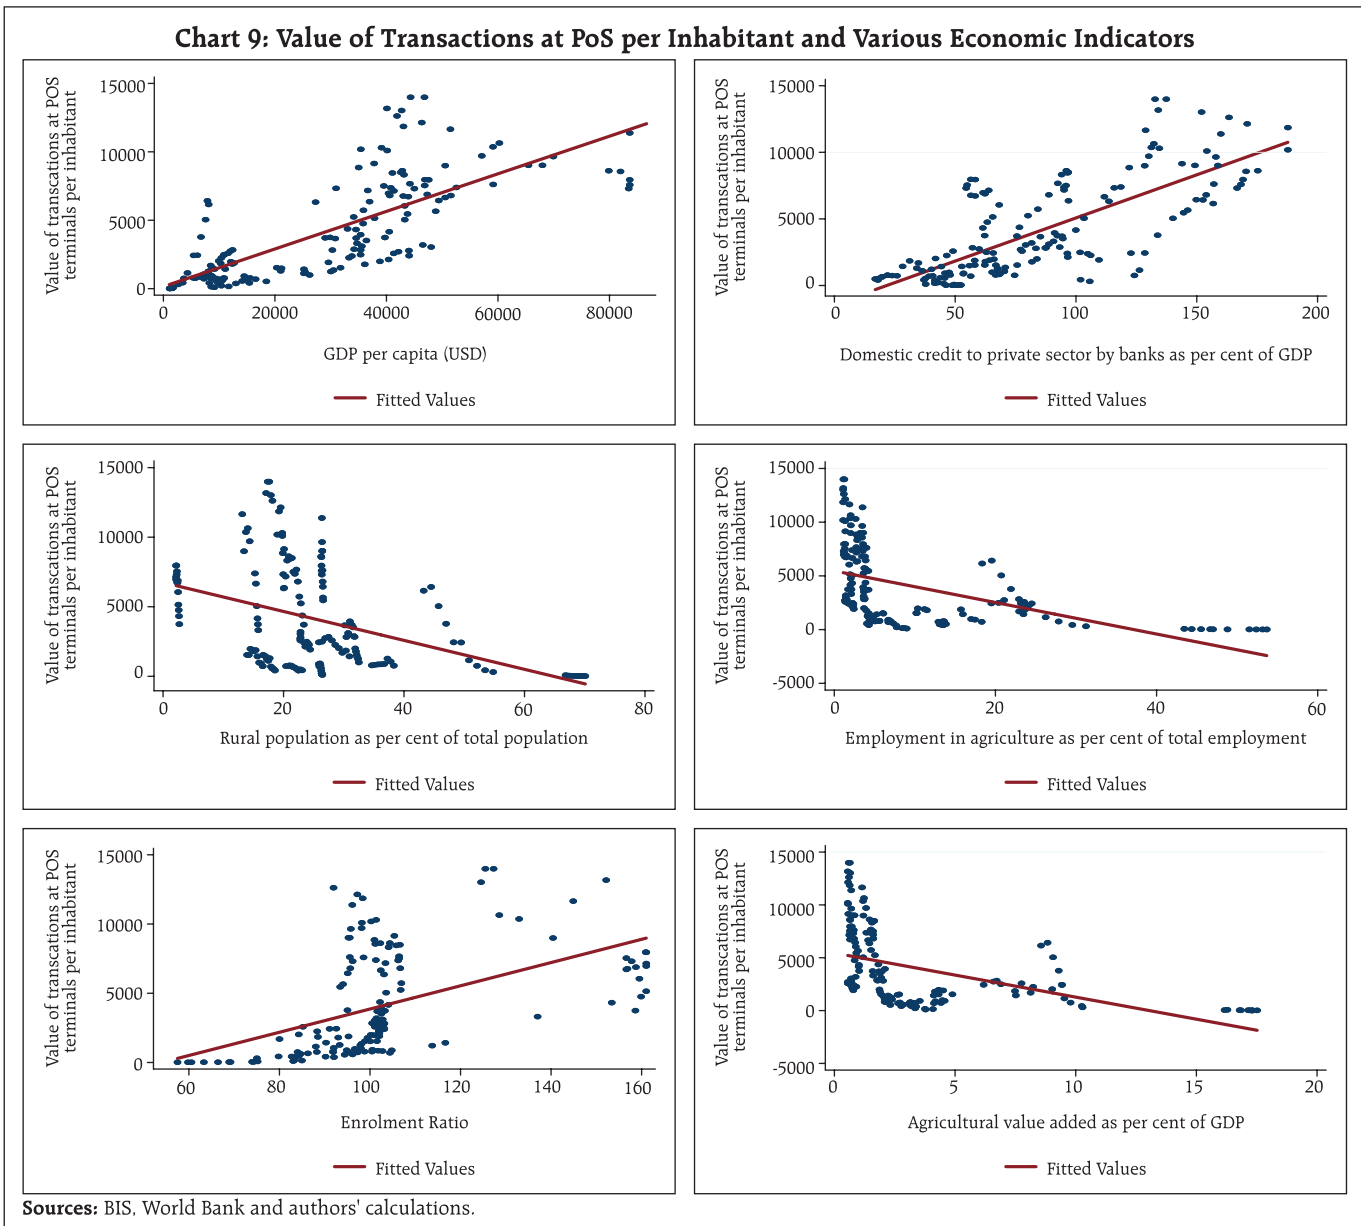 Chart 9: Value of Transactions at PoS per Inhabitant and Various Economic Indicators
Value of transcations at POS
terminals per inhabitant
15000
10000
5000
0
0 20000 40000 60000 80000
GDP per capita (USD)
Fitted Values
Value of transcations at POS
terminals per inhabitant
15000
10000
5000
0
0 50 100 150 200
Domestic credit to private sector by banks as per cent of GDP
Fitted Values
Value of transcations at POS
terminals per inhabitant
15000
10000
5000
0
0 20 40 60 80
Rural population as per cent of total population
Fitted Values
Value of transcations at POS
terminals per inhabitant
15000
10000
5000
0
-5000
0 20 40 60
Employment in agriculture as per cent of total employment
Fitted Values
Value of transcations at POS
terminals per inhabitant
15000
10000
5000
0
60 80 100 120 140 160
Enrolment Ratio
Fitted Values
Value of transcations at POS
terminals per inhabitant
15000
10000
5000
0
-5000
0 5 10 15 20
Agricultural value added as per cent of GDP
Fitted Values
Sources: BIS, World Bank and authors' calculations.